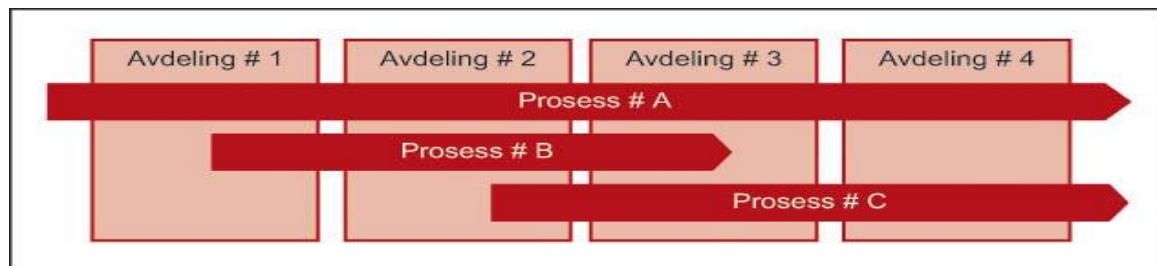 Avdeling # 1
Avdeling # 2
Avdeling # 3
Avdeling # 4
Prosess # A
Prosess # B
Prosess # C